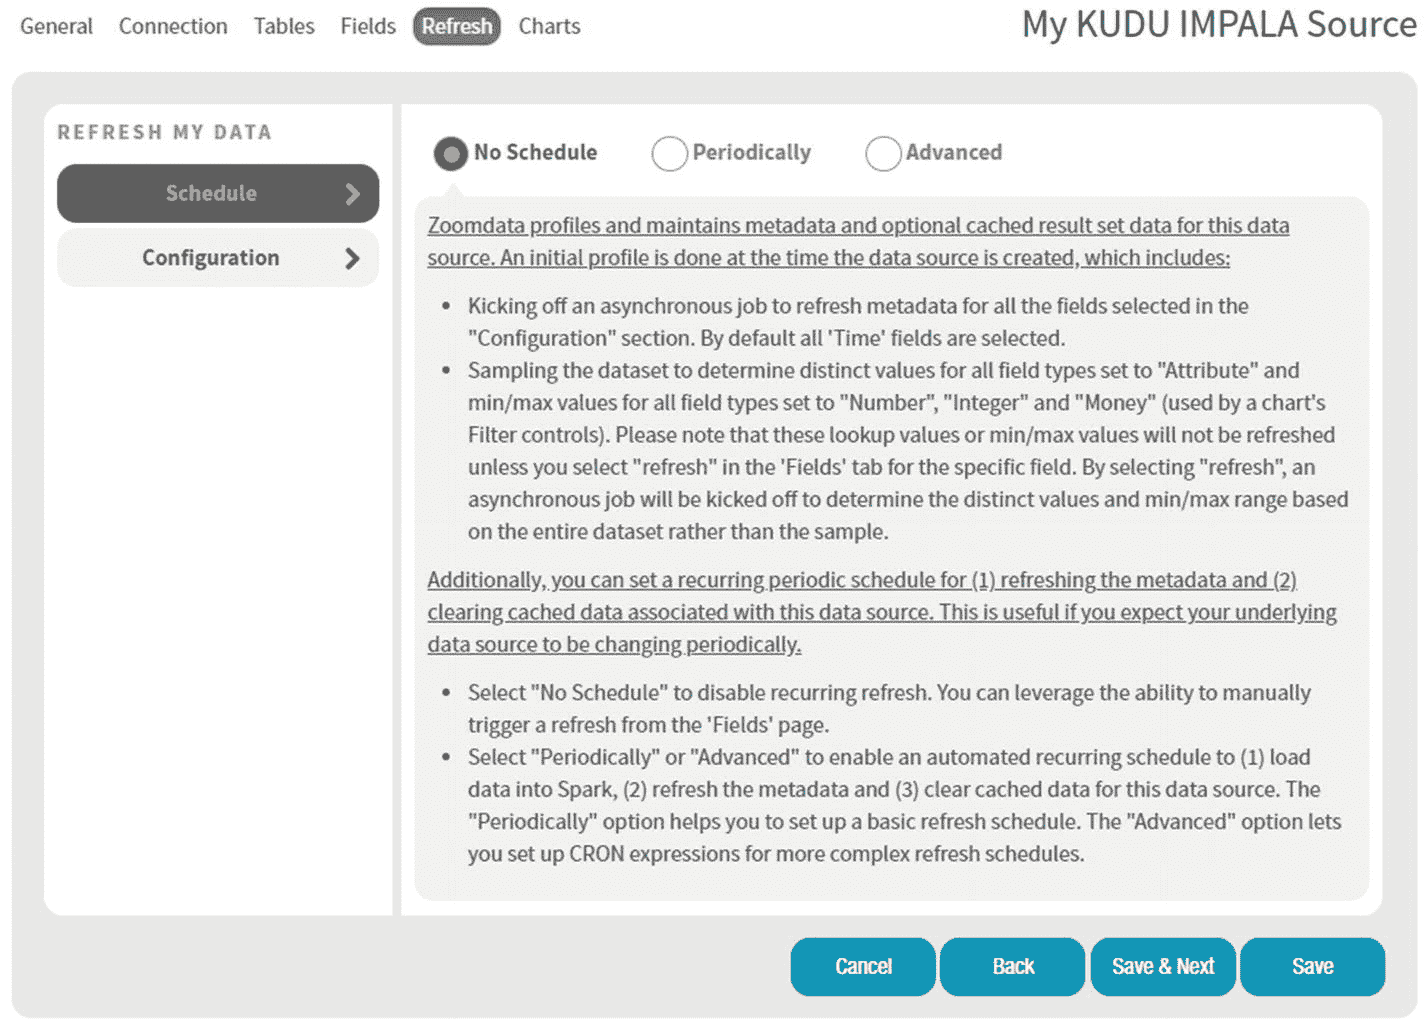 General Connection Tables Fields Refresh Charts My KUDU IMPALA Source
REFRESH MY DATA
Schedule
Configuration
No Schedule Periodically Advanced
Zoomdata profiles and maintains metadata and optional cached result set data for this data
source. An initial profile is done at the time the data source is created, which includes:
• Kicking off an asynchronous job to refresh metadata for all the fields selected in the
"Configuration" section. By default all 'Time' fields are selected.
• Sampling the dataset to determine distinct values for all field types set to "Attribute" and
min/max values for all field types set to "Number", "Integer" and "Money" (used by a chart's
Filter controls). Please note that these lookup values or min/max values will not be refreshed
unless you select "refresh" in the 'Fields' tab for the specific field. By selecting "refresh", an
asynchronous job will be kicked off to determine the distinct values and min/max range based
on the entire dataset rather than the sample.
Additionally, you can set a recurring periodic schedule for (1) refreshing the metadata and (2)
clearing cached data associated with this data source. This is useful if you expect your underlying
data source to be changing periodically.
• Select "No Schedule" to disable recurring refresh. You can leverage the ability to manually
trigger a refresh from the 'Fields' page.
• Select "Periodically" or "Advanced" to enable an automated recurring schedule to (1) load
data into Spark, (2) refresh the metadata and (3) clear cached data for this data source. The
"Periodically" option helps you to set up a basic refresh schedule. The "Advanced" option lets
you set up CRON expressions for more complex refresh schedules.
Cancel Back Save & Next Save